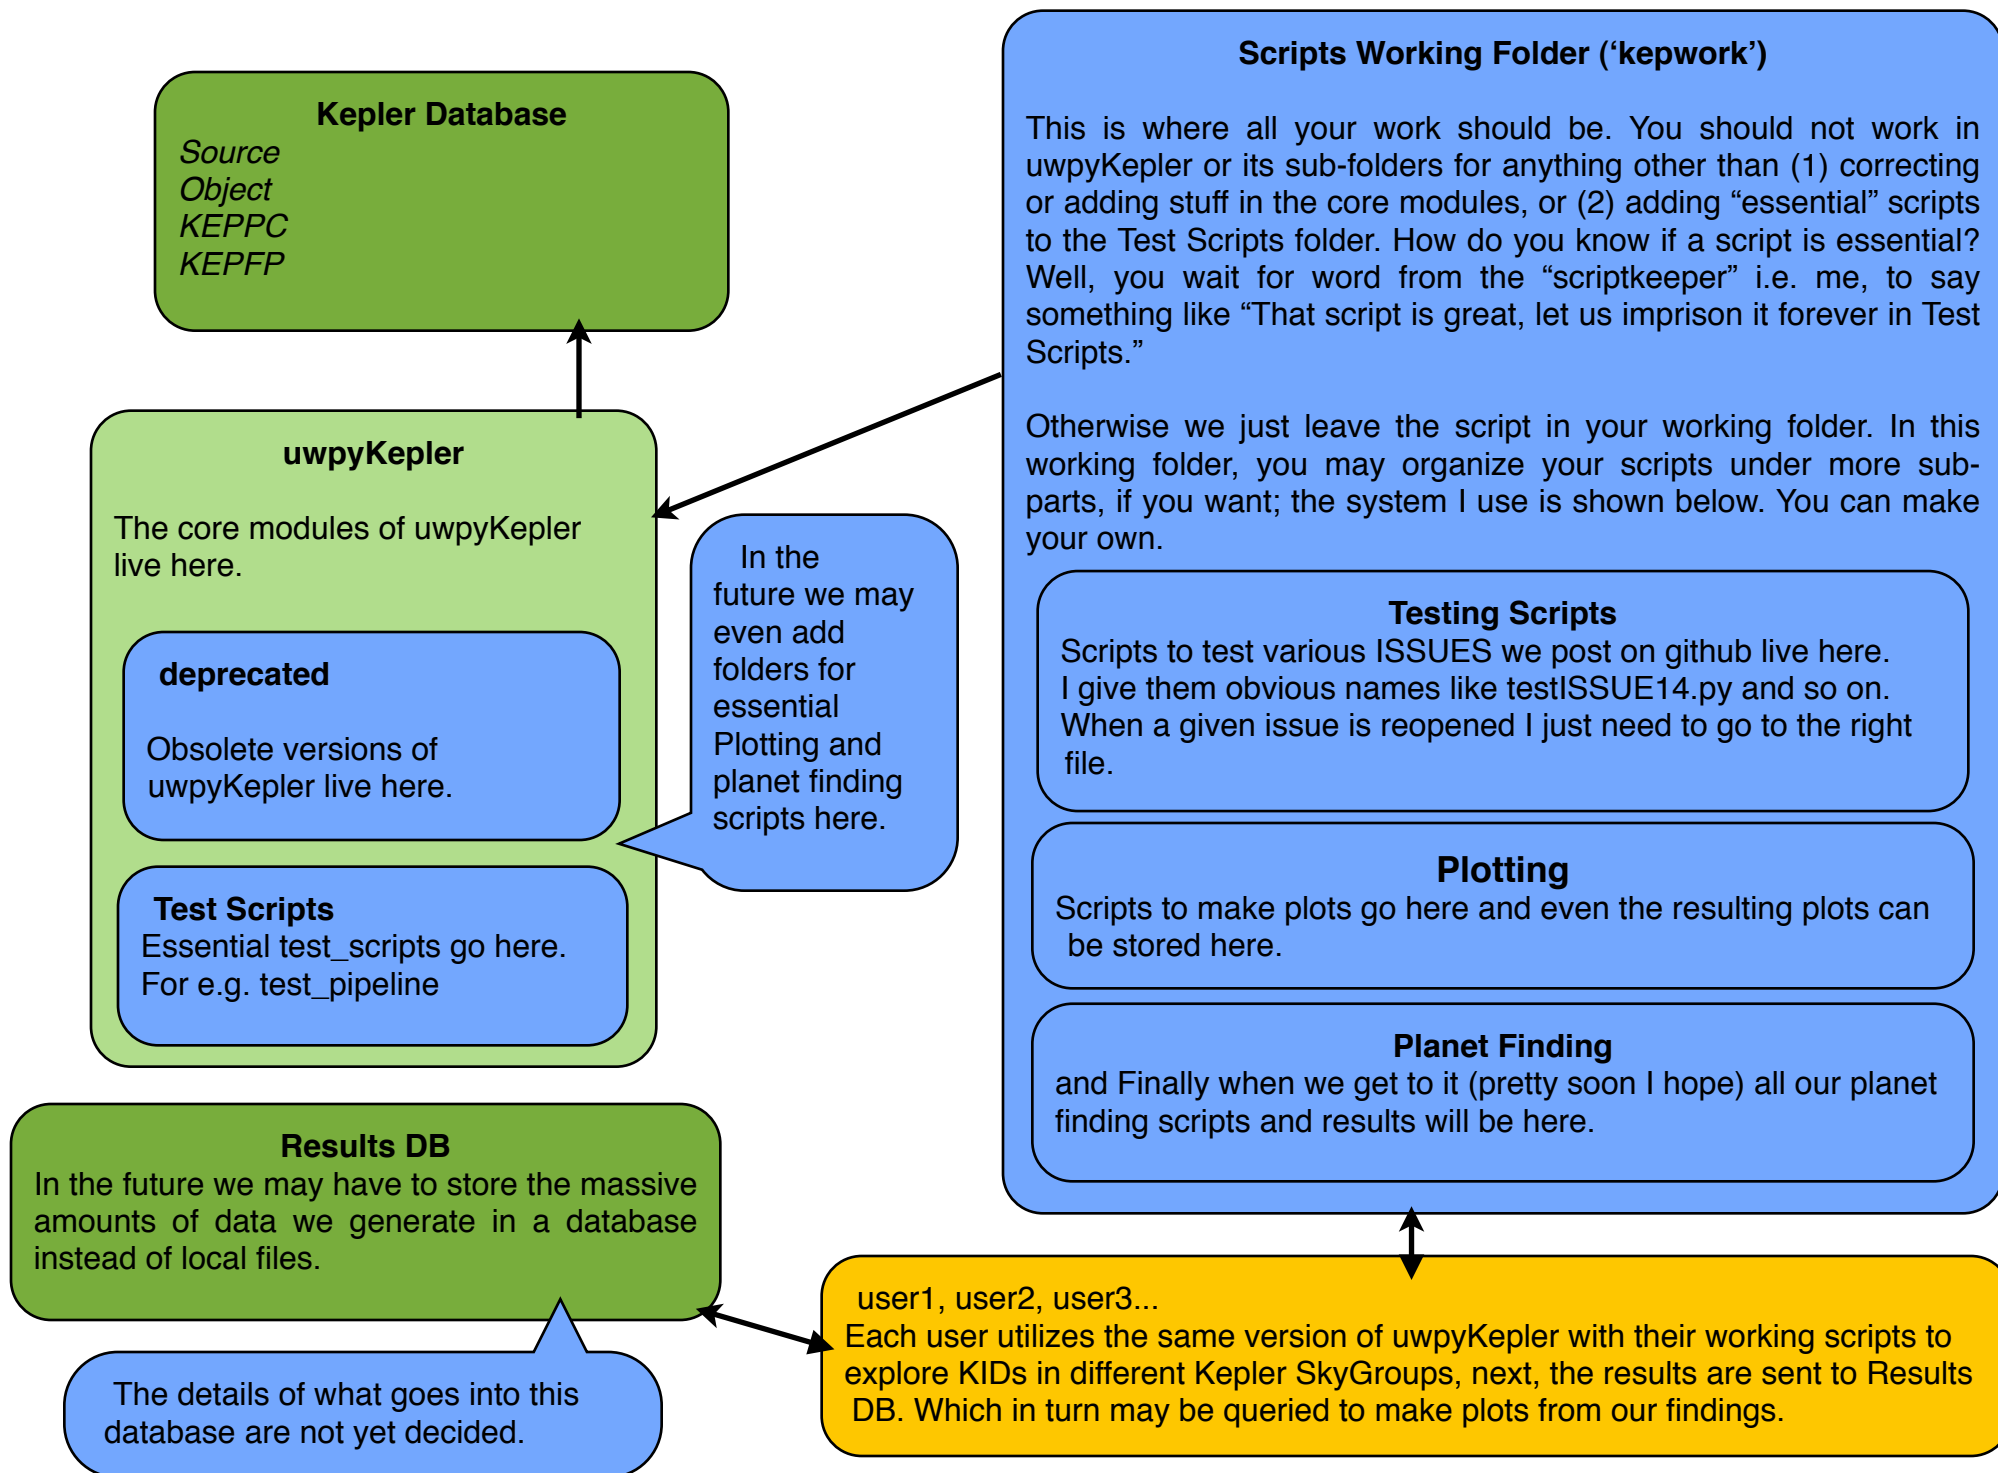 Kepler Database
Source
Object
KEPPC
KEPFP
uwpyKepler
The core modules of uwpyKepler
live here.
deprecated
Obsolete versions of
uwpyKepler live here.
Test Scripts
Essential test_scripts go here.
For e.g. test_pipeline
In the
future we may
even add
folders for
essential
Plotting and
planet finding
scripts here.
Scripts Working Folder (‘kepwork’)
This is where all your work should be. You should not work in
uwpyKepler or its sub-folders for anything other than (1) correcting
or adding stuff in the core modules, or (2) adding “essential” scripts
to the Test Scripts folder. How do you know if a script is essential?
Well, you wait for word from the “scriptkeeper” i.e. me, to say
something like “That script is great, let us imprison it forever in Test
Scripts.”
Otherwise we just leave the script in your working folder. In this
working folder, you may organize your scripts under more sub-
parts, if you want; the system I use is shown below. You can make
your own.
Testing Scripts
Scripts to test various ISSUES we post on github live here.
I give them obvious names like testISSUE14.py and so on.
When a given issue is reopened I just need to go to the right
file.
Plotting
Scripts to make plots go here and even the resulting plots can
be stored here.
Planet Finding
and Finally when we get to it (pretty soon I hope) all our planet
finding scripts and results will be here.
Results DB
In the future we may have to store the massive
amounts of data we generate in a database
instead of local files.
The details of what goes into this
database are not yet decided.
user1, user2, user3...
Each user utilizes the same version of uwpyKepler with their working scripts to
explore KIDs in different Kepler SkyGroups, next, the results are sent to Results
DB. Which in turn may be queried to make plots from our findings.